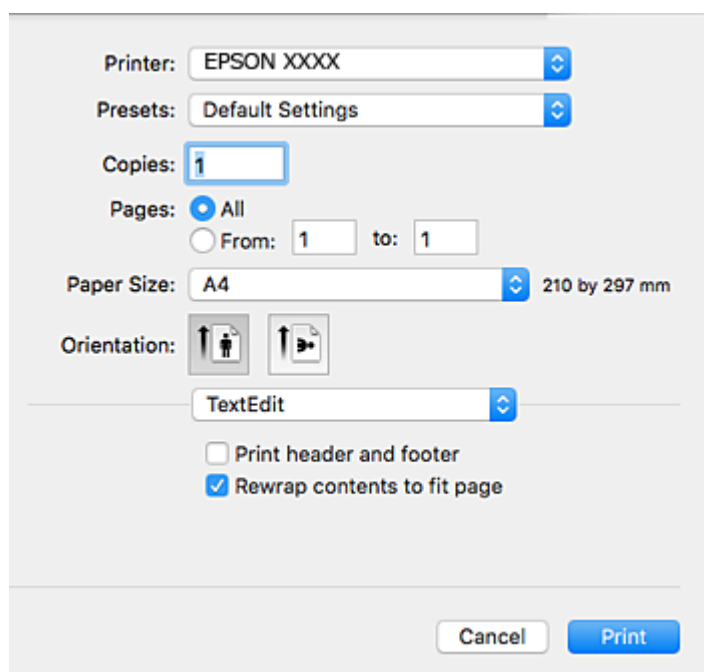 Printer: EPSON XXXX
Presets: Default Settings
Copies: 1
Pages: All
From: 1 to: 1
Paper Size: A4 210 by 297 mm
Orientation:
TextEdit
Print header and footer
Rewrap contents to fit page
Cancel Print